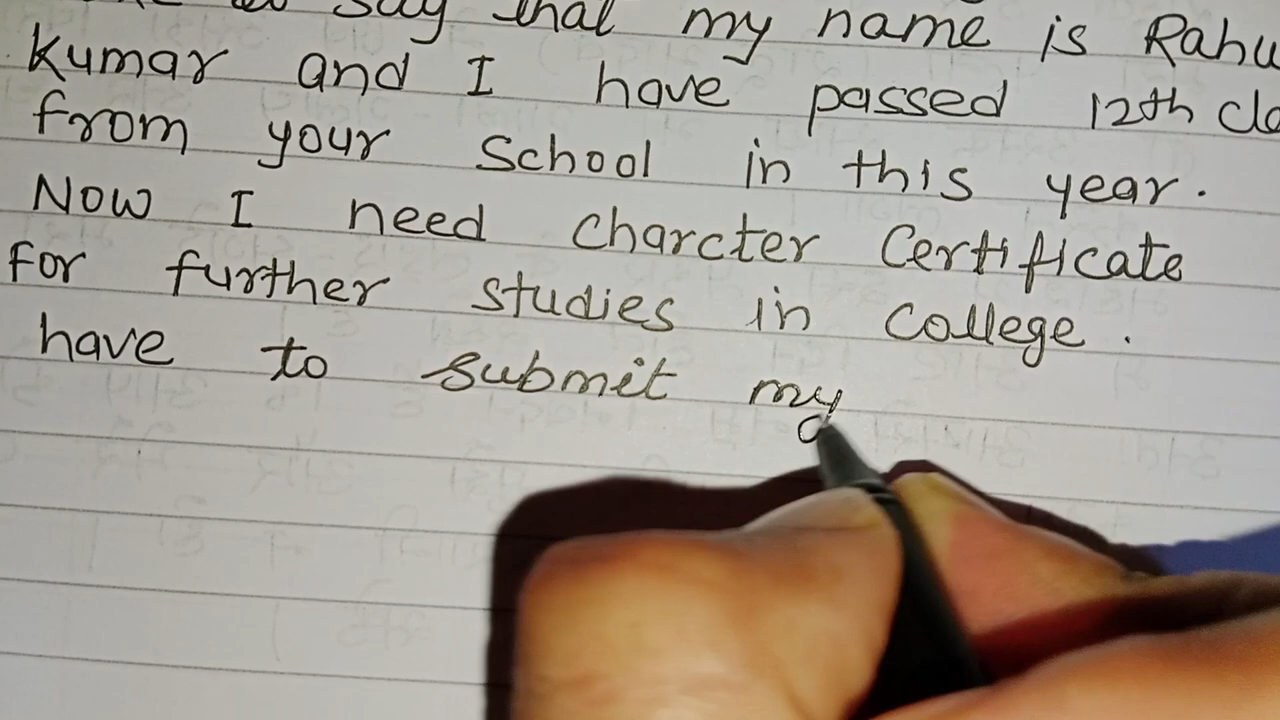 say that my name is Rahu
Kumar and I have passed 12th cla
from your School in this year.
Now I need Charcter Certificate
For further studies in College.
have to submit my